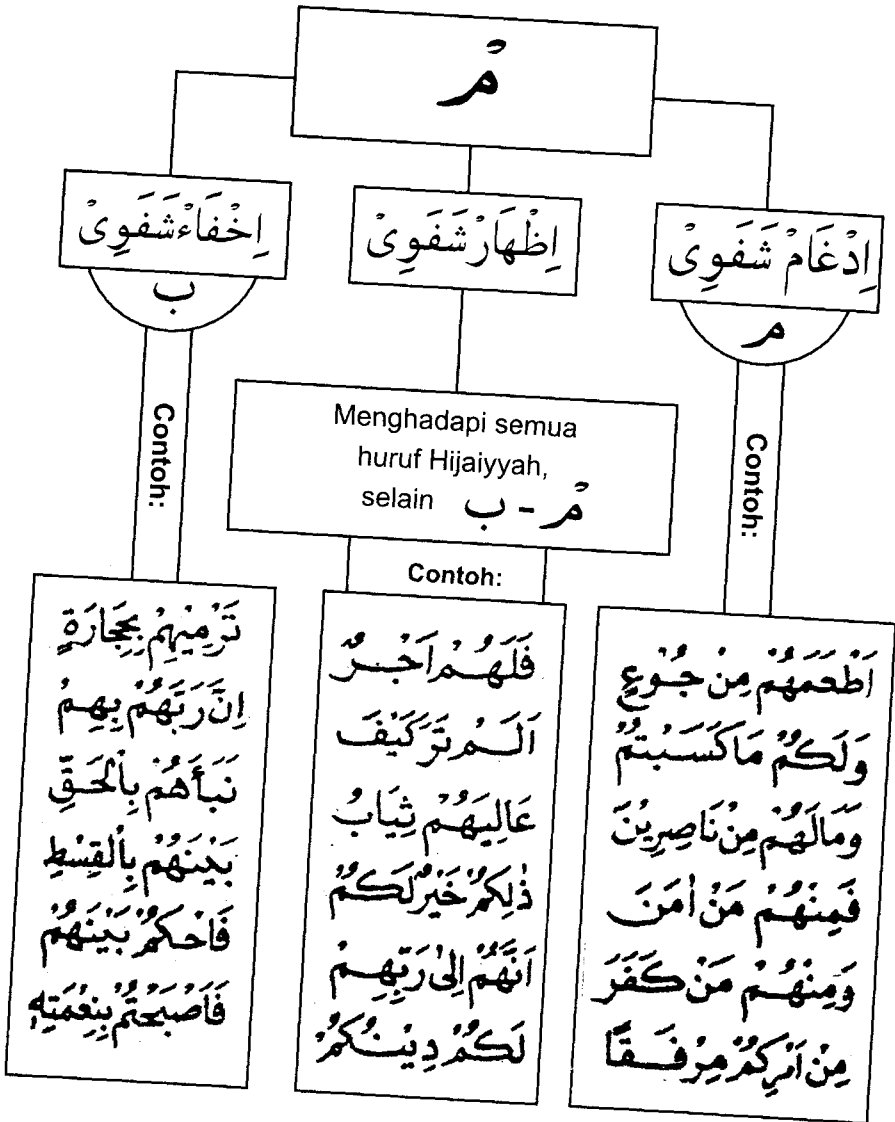 مْ
اِدْغَامْ شَفَوِىْ
م
اِظْهَارْ شَفَوِىْ
اِخْفَاءْ شَفَوِىْ
ب
Menghadapi semua
huruf Hijaiyyah,
selain مْ - ب
Contoh:
اَطْعَمَهُمْ مِنْ جُوْعٍ
وَلَكُمْ مَاكَسَبْتُمْ
وَمَالَهُمْ مِنْ نَاصِرِيْنَ
فَمِنْهُمْ مَنْ اٰمَنَ
وَمِنْهُمْ مَنْ كَفَرَ
مِنْ اَمْرِكُمْ مِرْفَقًا
Contoh:
فَلَهُمْ اَجْرٌ
اَلَمْ تَرَكَيْفَ
عَالِيَهُمْ ثِيَابُ
ذٰلِكُمْ خَيْرٌ لَكُمْ
اَنَّهُمْ اِلٰى رَبِّهِمْ
لَكُمْ دِيْنُكُمْ
Contoh:
تَرْمِيْهِمْ بِحِجَارَةٍ
اِنَّ رَبَّهُمْ بِهِمْ
نَبَأَهُمْ بِالْحَقِّ
بَيْنَهُمْ بِالْقِسْطِ
فَاحْكُمْ بَيْنَهُمْ
فَاَصْبَحْتُمْ بِنِعْمَتِهٖ